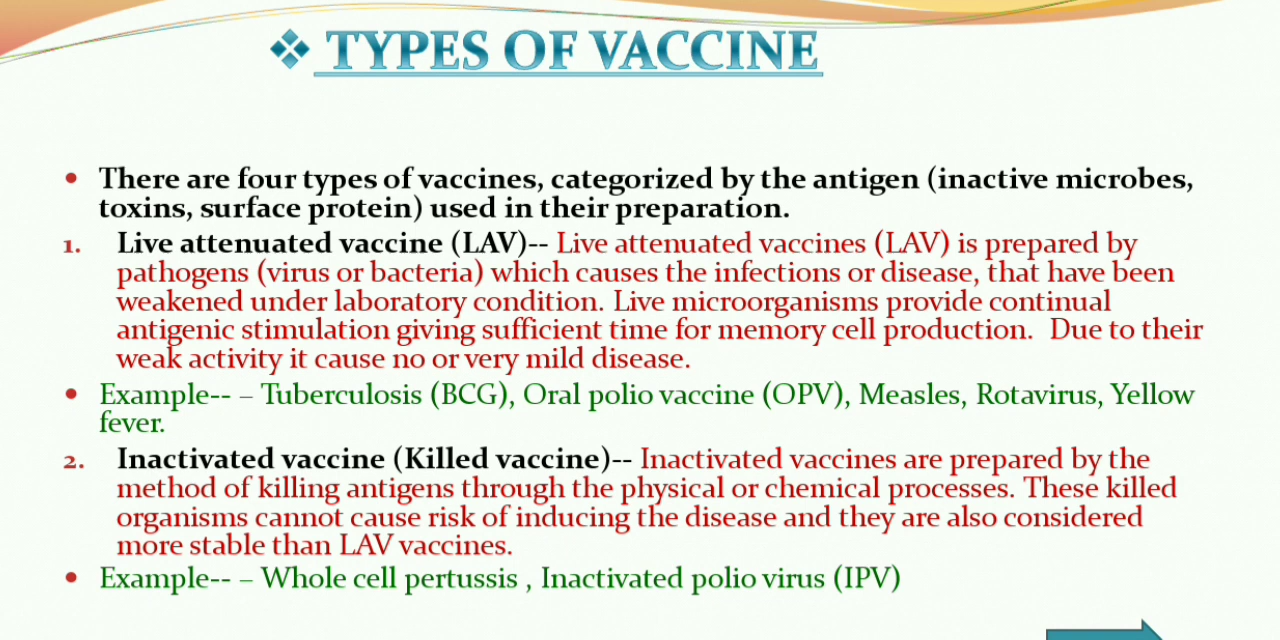 ❖ TYPES OF VACCINE
• There are four types of vaccines, categorized by the antigen (inactive microbes,
toxins, surface protein) used in their preparation.
1. Live attenuated vaccine (LAV)-- Live attenuated vaccines (LAV) is prepared by
pathogens (virus or bacteria) which causes the infections or disease, that have been
weakened under laboratory condition. Live microorganisms provide continual
antigenic stimulation giving sufficient time for memory cell production. Due to their
weak activity it cause no or very mild disease.
• Example-- – Tuberculosis (BCG), Oral polio vaccine (OPV), Measles, Rotavirus, Yellow
fever.
2. Inactivated vaccine (Killed vaccine)-- Inactivated vaccines are prepared by the
method of killing antigens through the physical or chemical processes. These killed
organisms cannot cause risk of inducing the disease and they are also considered
more stable than LAV vaccines.
• Example-- – Whole cell pertussis , Inactivated polio virus (IPV)